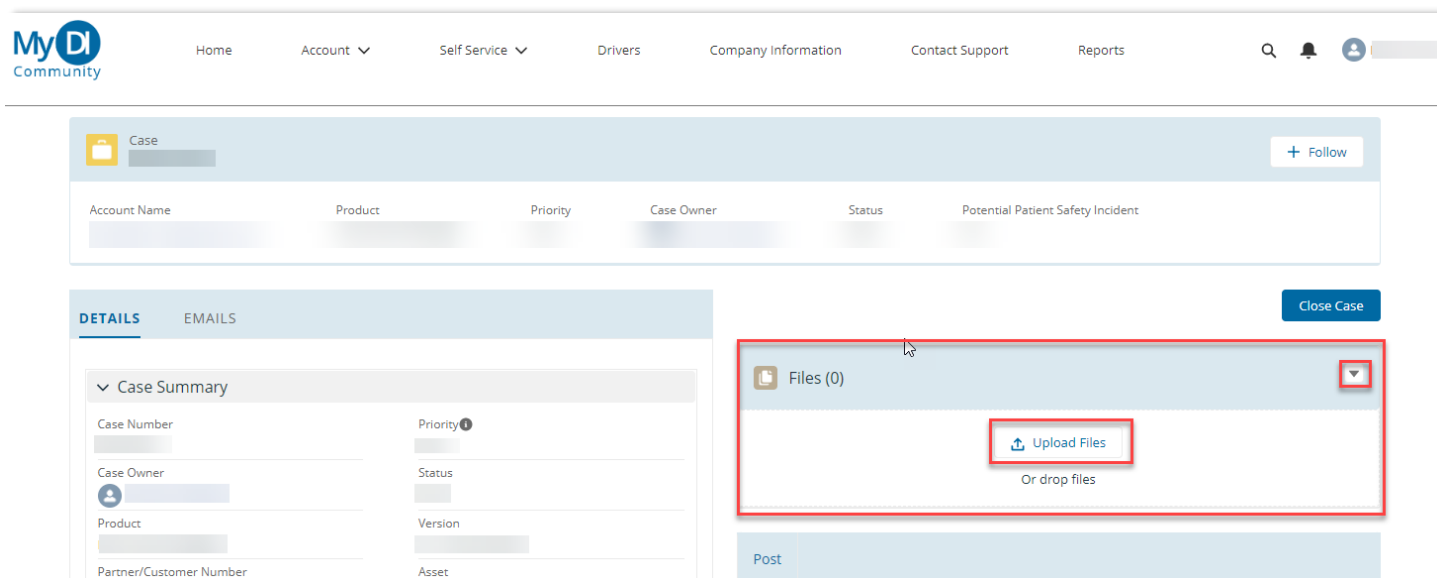 My DI
Community
Home
Account
Self Service
Drivers
Company Information
Contact Support
Reports
Case
+ Follow
Account Name
Product
Priority
Case Owner
Status
Potential Patient Safety Incident
DETAILS
EMAILS
Close Case
Case Summary
Files (0)
Case Number
Priority
Upload Files
Case Owner
Status
Or drop files
Product
Version
Post
Partner/Customer Number
Asset